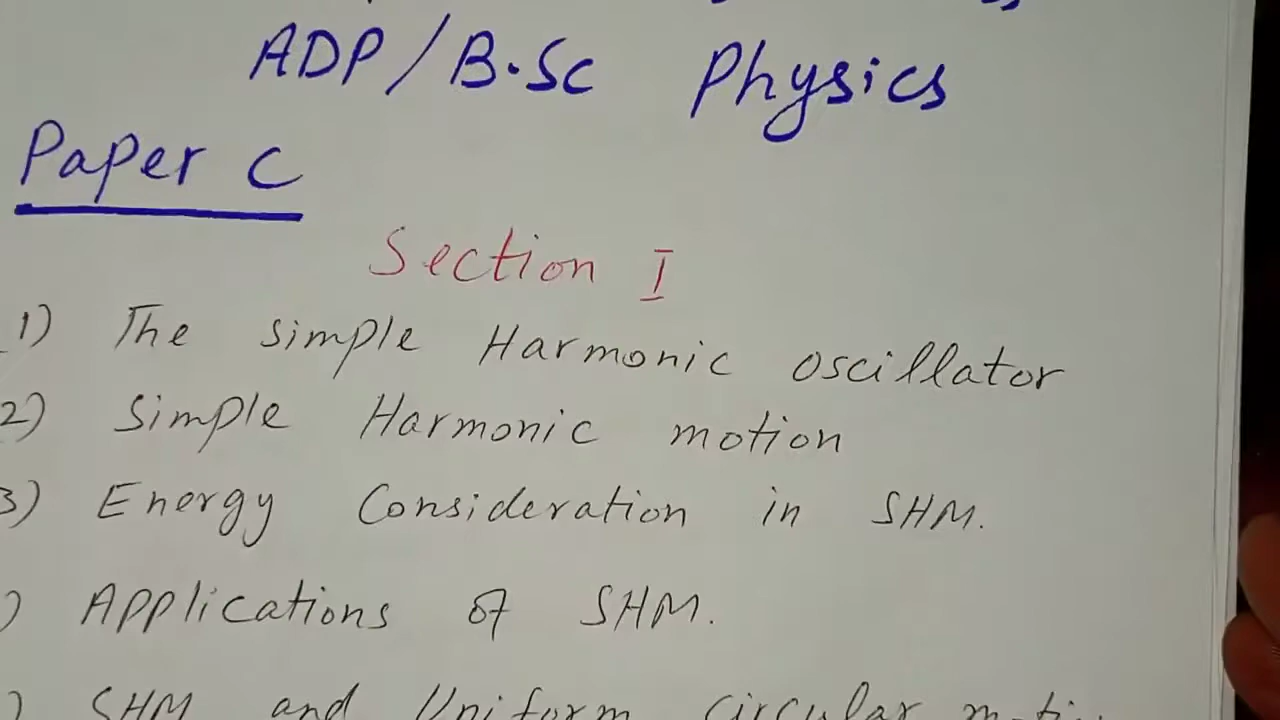 ADP/B.Sc Physics
Paper C
Section I
1) The simple Harmonic oscillator
2) Simple Harmonic motion
3) Energy Consideration in SHM.
) Applications of SHM.
) SHM and Uniform circular